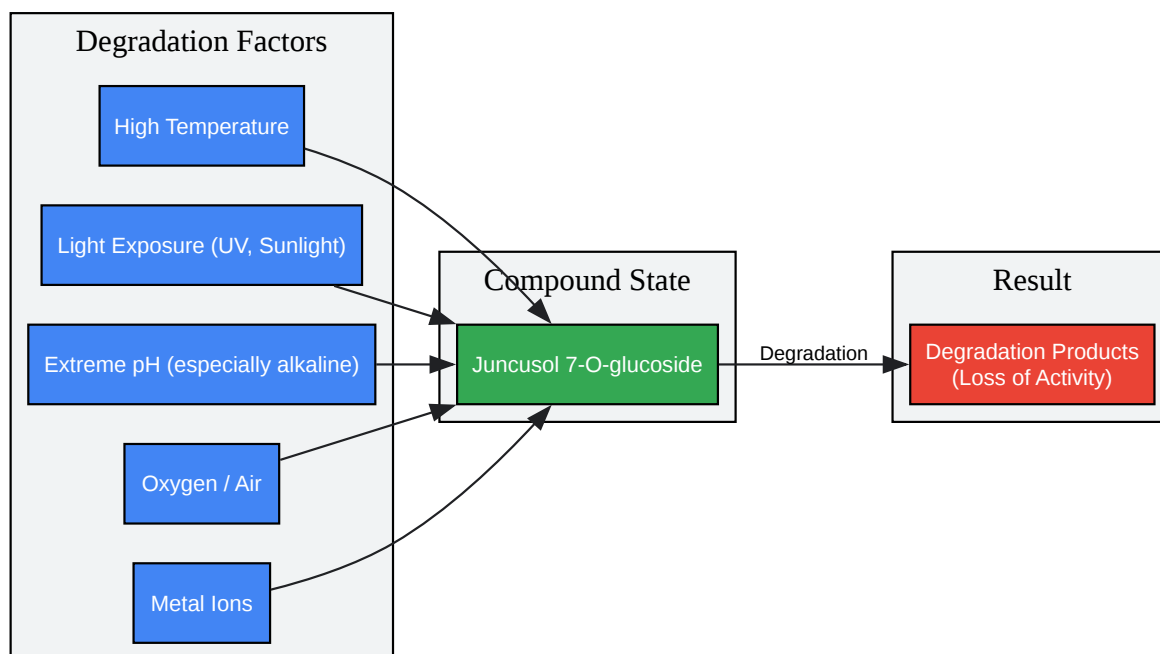 Degradation Factors
High Temperature
Light Exposure (UV, Sunlight)
Extreme pH (especially alkaline)
Oxygen / Air
Metal Ions
Compound State
Juncusol 7-O-glucoside
Degradation
Result
Degradation Products
(Loss of Activity)